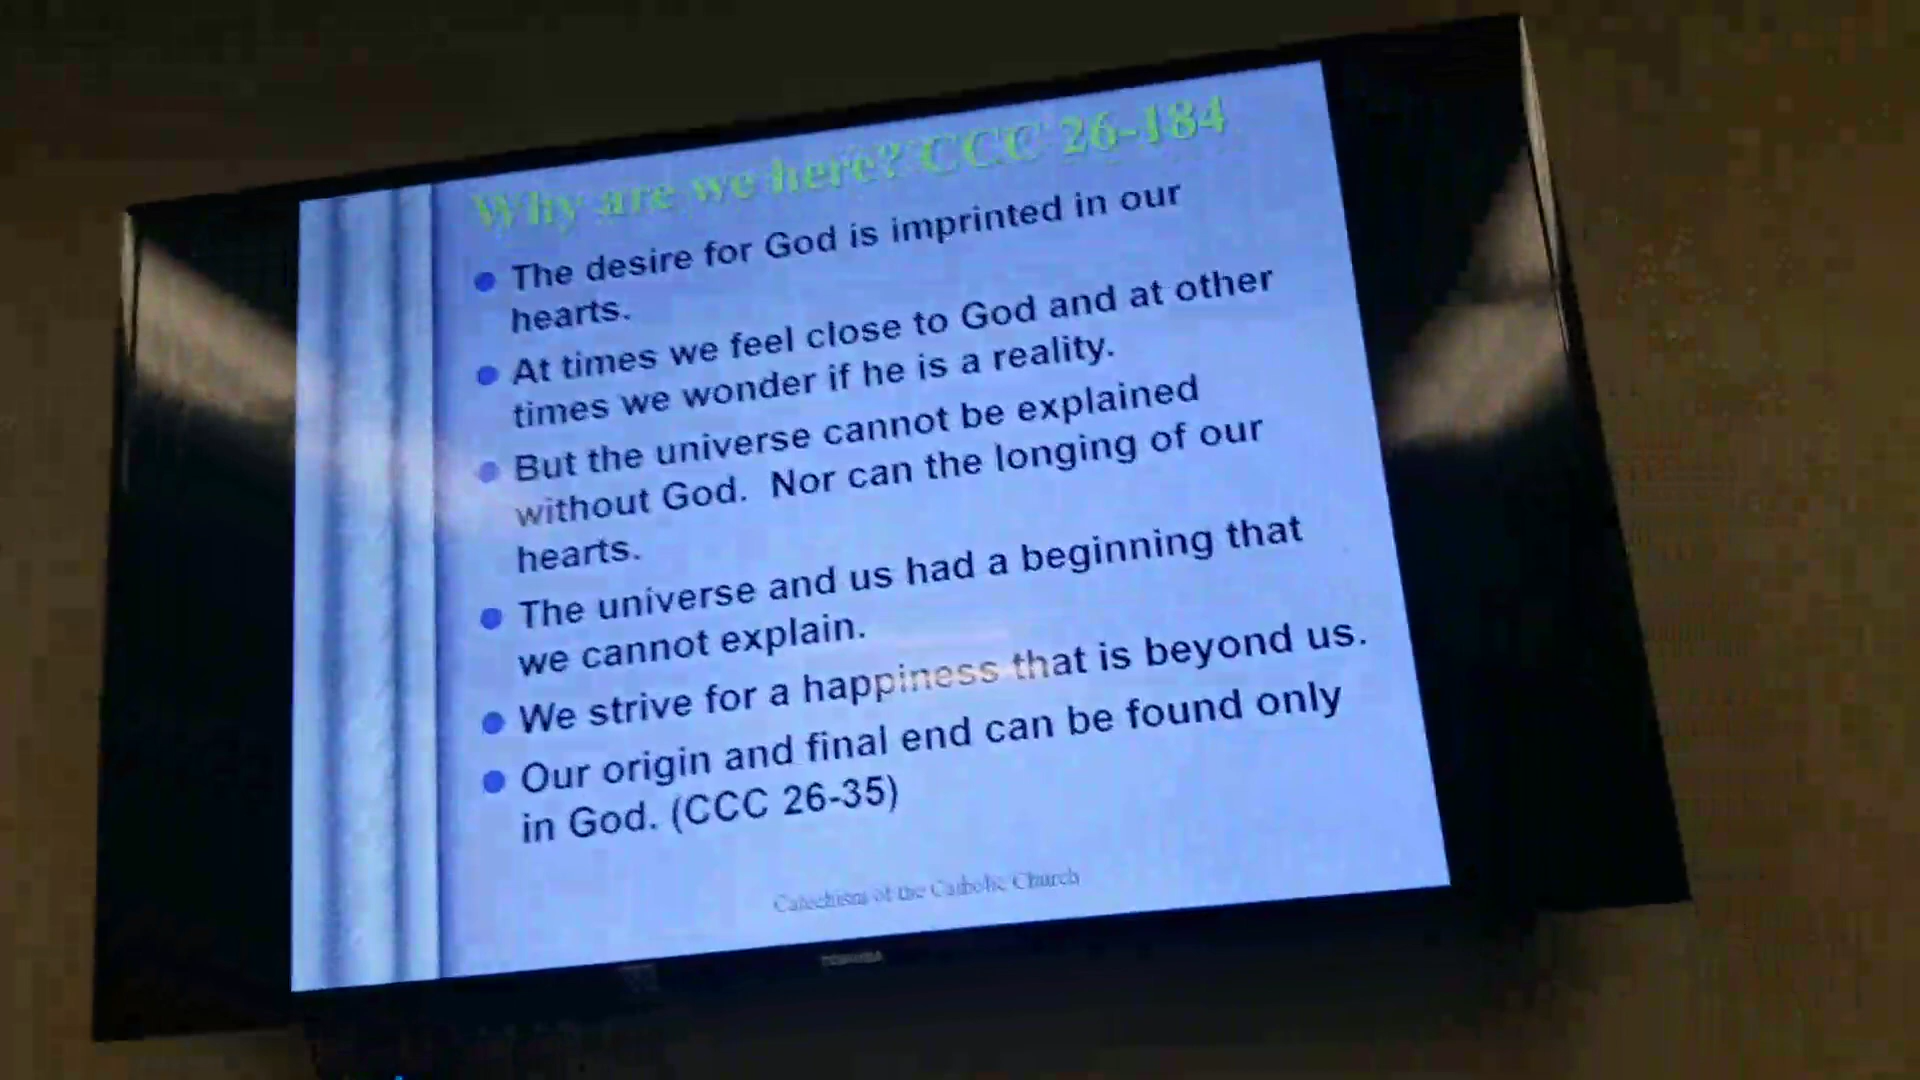 Why are we here? CCC 26-184
● The desire for God is imprinted in our
hearts.
● At times we feel close to God and at other
times we wonder if he is a reality.
● But the universe cannot be explained
without God. Nor can the longing of our
hearts.
● The universe and us had a beginning that
we cannot explain.
● We strive for a happiness that is beyond us.
● Our origin and final end can be found only
in God. (CCC 26-35)
Catechism of the Catholic Church
TOSHIBA